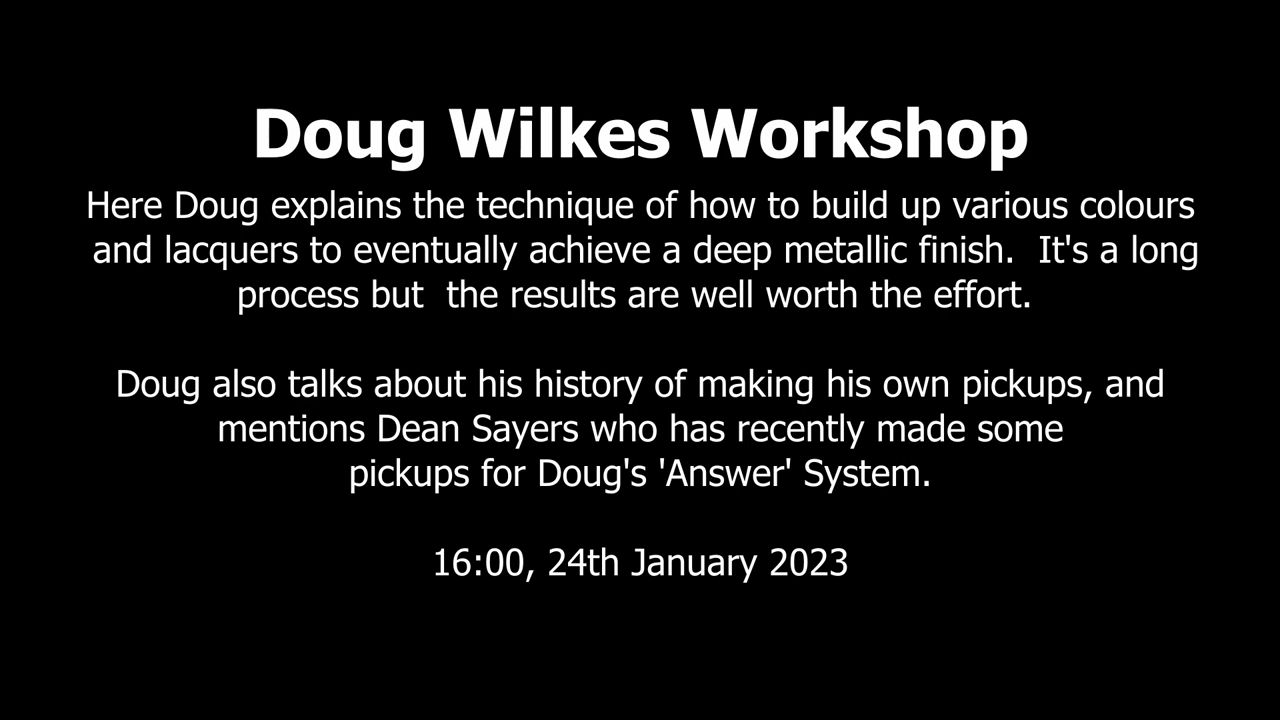 Doug Wilkes Workshop
Here Doug explains the technique of how to build up various colours
and lacquers to eventually achieve a deep metallic finish.  It's a long
process but  the results are well worth the effort.
Doug also talks about his history of making his own pickups, and
mentions Dean Sayers who has recently made some
pickups for Doug's 'Answer' System.
16:00, 24th January 2023